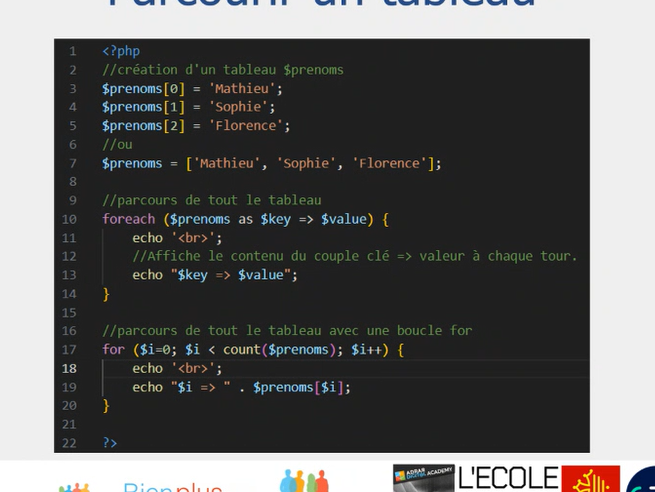 Parcourir un tableau
1 <?php
2 //création d'un tableau $prenoms
3 $prenoms[0] = 'Mathieu';
4 $prenoms[1] = 'Sophie';
5 $prenoms[2] = 'Florence';
6 //ou
7 $prenoms = ['Mathieu', 'Sophie', 'Florence'];
8
9 //parcours de tout le tableau
10 foreach ($prenoms as $key => $value) {
11 echo '<br>';
12 //Affiche le contenu du couple clé => valeur à chaque tour.
13 echo "$key => $value";
14 }
15
16 //parcours de tout le tableau avec une boucle for
17 for ($i=0; $i < count($prenoms); $i++) {
18 echo '<br>';
19 echo "$i => " . $prenoms[$i];
20 }
21
22 ?>
Bienplus
ADRAR
DIGITAL ACADEMY
L'ECOLE